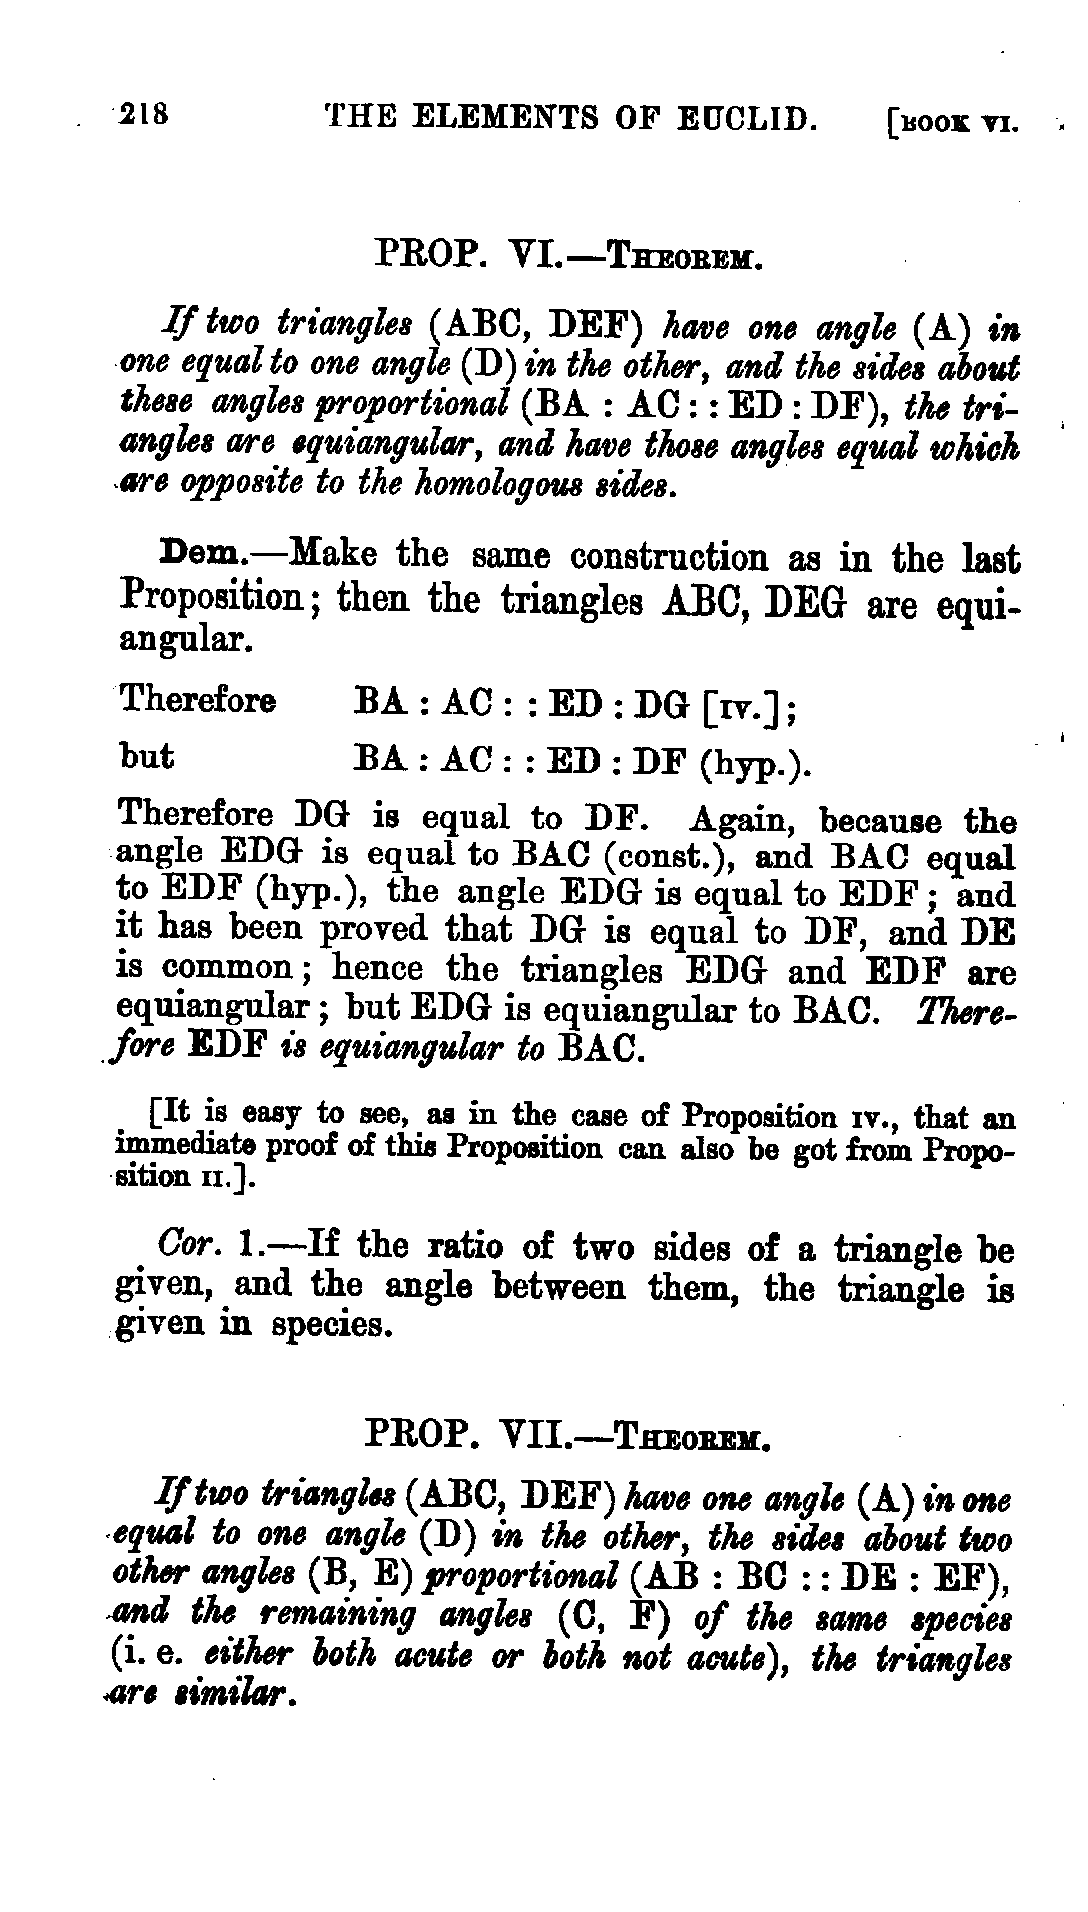 218 THE ELEMENTS OF EUCLID. [BOOK VI.
PROP. VI.—THEOREM.
If two triangles (ABC, DEF) have one angle (A) in
one equal to one angle (D) in the other, and the sides about
these angles proportional (BA : AC : : ED : DF), the tri-
angles are equiangular, and have those angles equal which
are opposite to the homologous sides.
Dem.—Make the same construction as in the last
Proposition; then the triangles ABC, DEG are equi-
angular.
Therefore BA : AC : : ED : DG [IV.];
but BA : AC : : ED : DF (hyp.).
Therefore DG is equal to DF. Again, because the
angle EDG is equal to BAC (const.), and BAC equal
to EDF (hyp.), the angle EDG is equal to EDF; and
it has been proved that DG is equal to DF, and DE
is common; hence the triangles EDG and EDF are
equiangular; but EDG is equiangular to BAC. There-
fore EDF is equiangular to BAC.
[It is easy to see, as in the case of Proposition IV., that an
immediate proof of this Proposition can also be got from Propo-
sition II.].
Cor. 1.—If the ratio of two sides of a triangle be
given, and the angle between them, the triangle is
given in species.
PROP. VII.—THEOREM.
If two triangles (ABC, DEF) have one angle (A) in one
equal to one angle (D) in the other, the sides about two
other angles (B, E) proportional (AB : BC : : DE : EF),
and the remaining angles (C, F) of the same species
(i. e. either both acute or both not acute), the triangles
are similar.